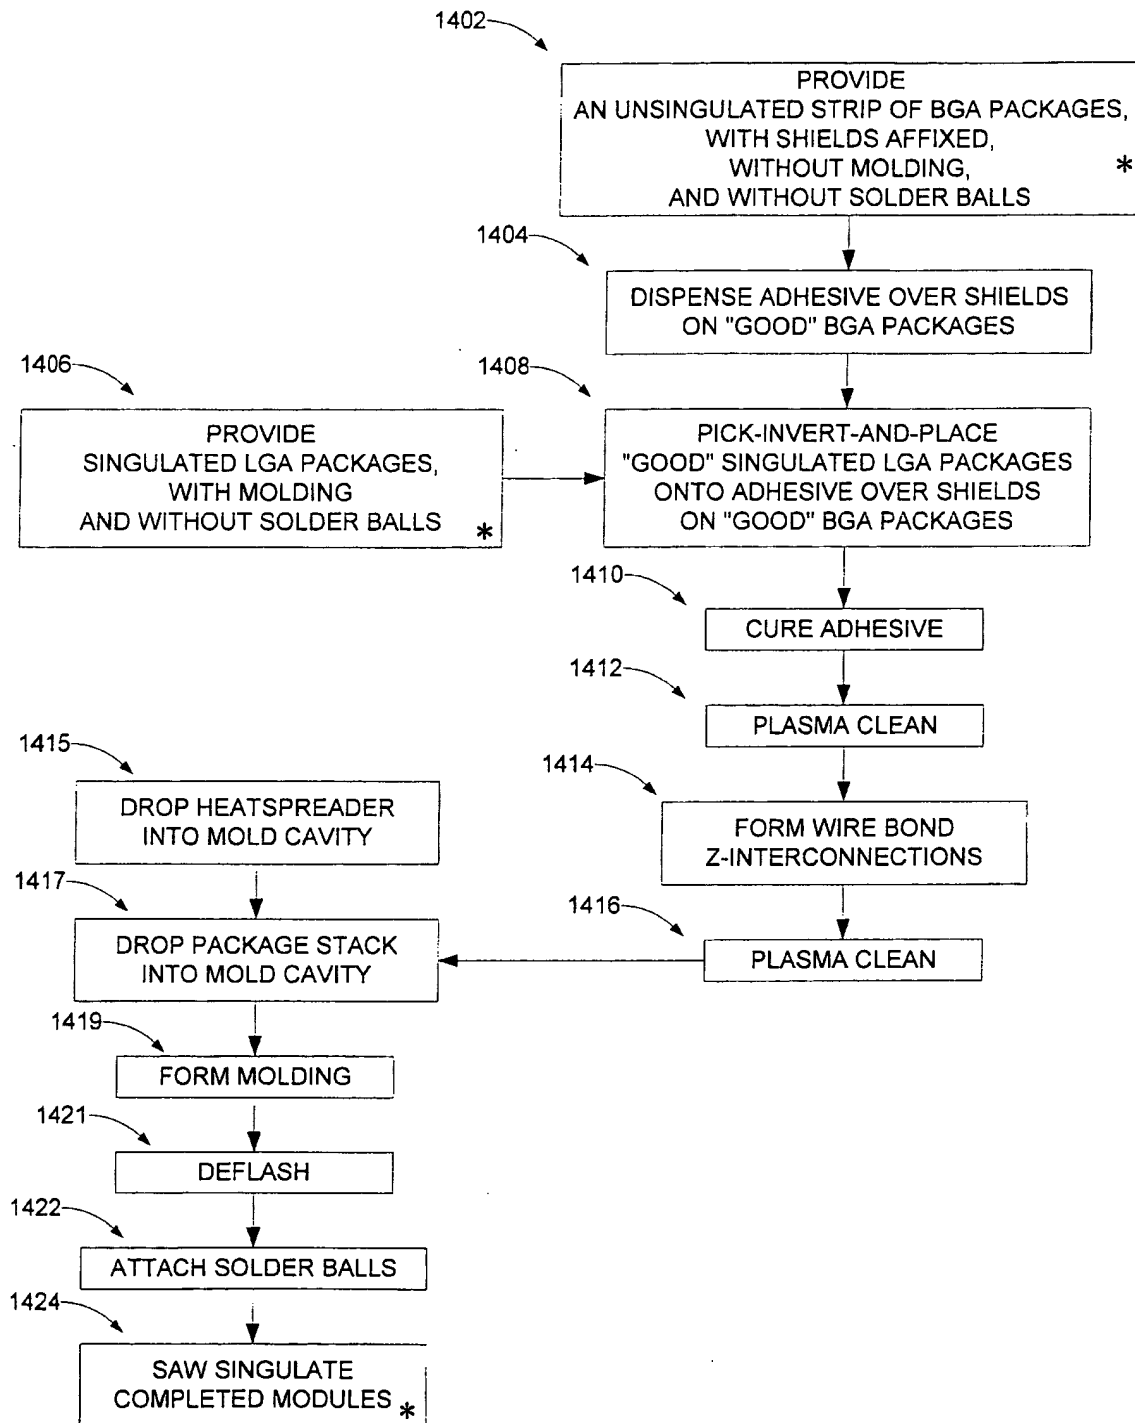 1402
PROVIDE
AN UNSINGULATED STRIP OF BGA PACKAGES,
WITH SHIELDS AFFIXED,
WITHOUT MOLDING,
AND WITHOUT SOLDER BALLS
*
1404
DISPENSE ADHESIVE OVER SHIELDS
ON "GOOD" BGA PACKAGES
1406
PROVIDE
SINGULATED LGA PACKAGES,
WITH MOLDING
AND WITHOUT SOLDER BALLS
*
1408
PICK-INVERT-AND-PLACE
"GOOD" SINGULATED LGA PACKAGES
ONTO ADHESIVE OVER SHIELDS
ON "GOOD" BGA PACKAGES
1410
CURE ADHESIVE
1412
PLASMA CLEAN
1414
FORM WIRE BOND
Z-INTERCONNECTIONS
1416
PLASMA CLEAN
1415
DROP HEATSPREADER
INTO MOLD CAVITY
1417
DROP PACKAGE STACK
INTO MOLD CAVITY
1419
FORM MOLDING
1421
DEFLASH
1422
ATTACH SOLDER BALLS
1424
SAW SINGULATE
COMPLETED MODULES
*